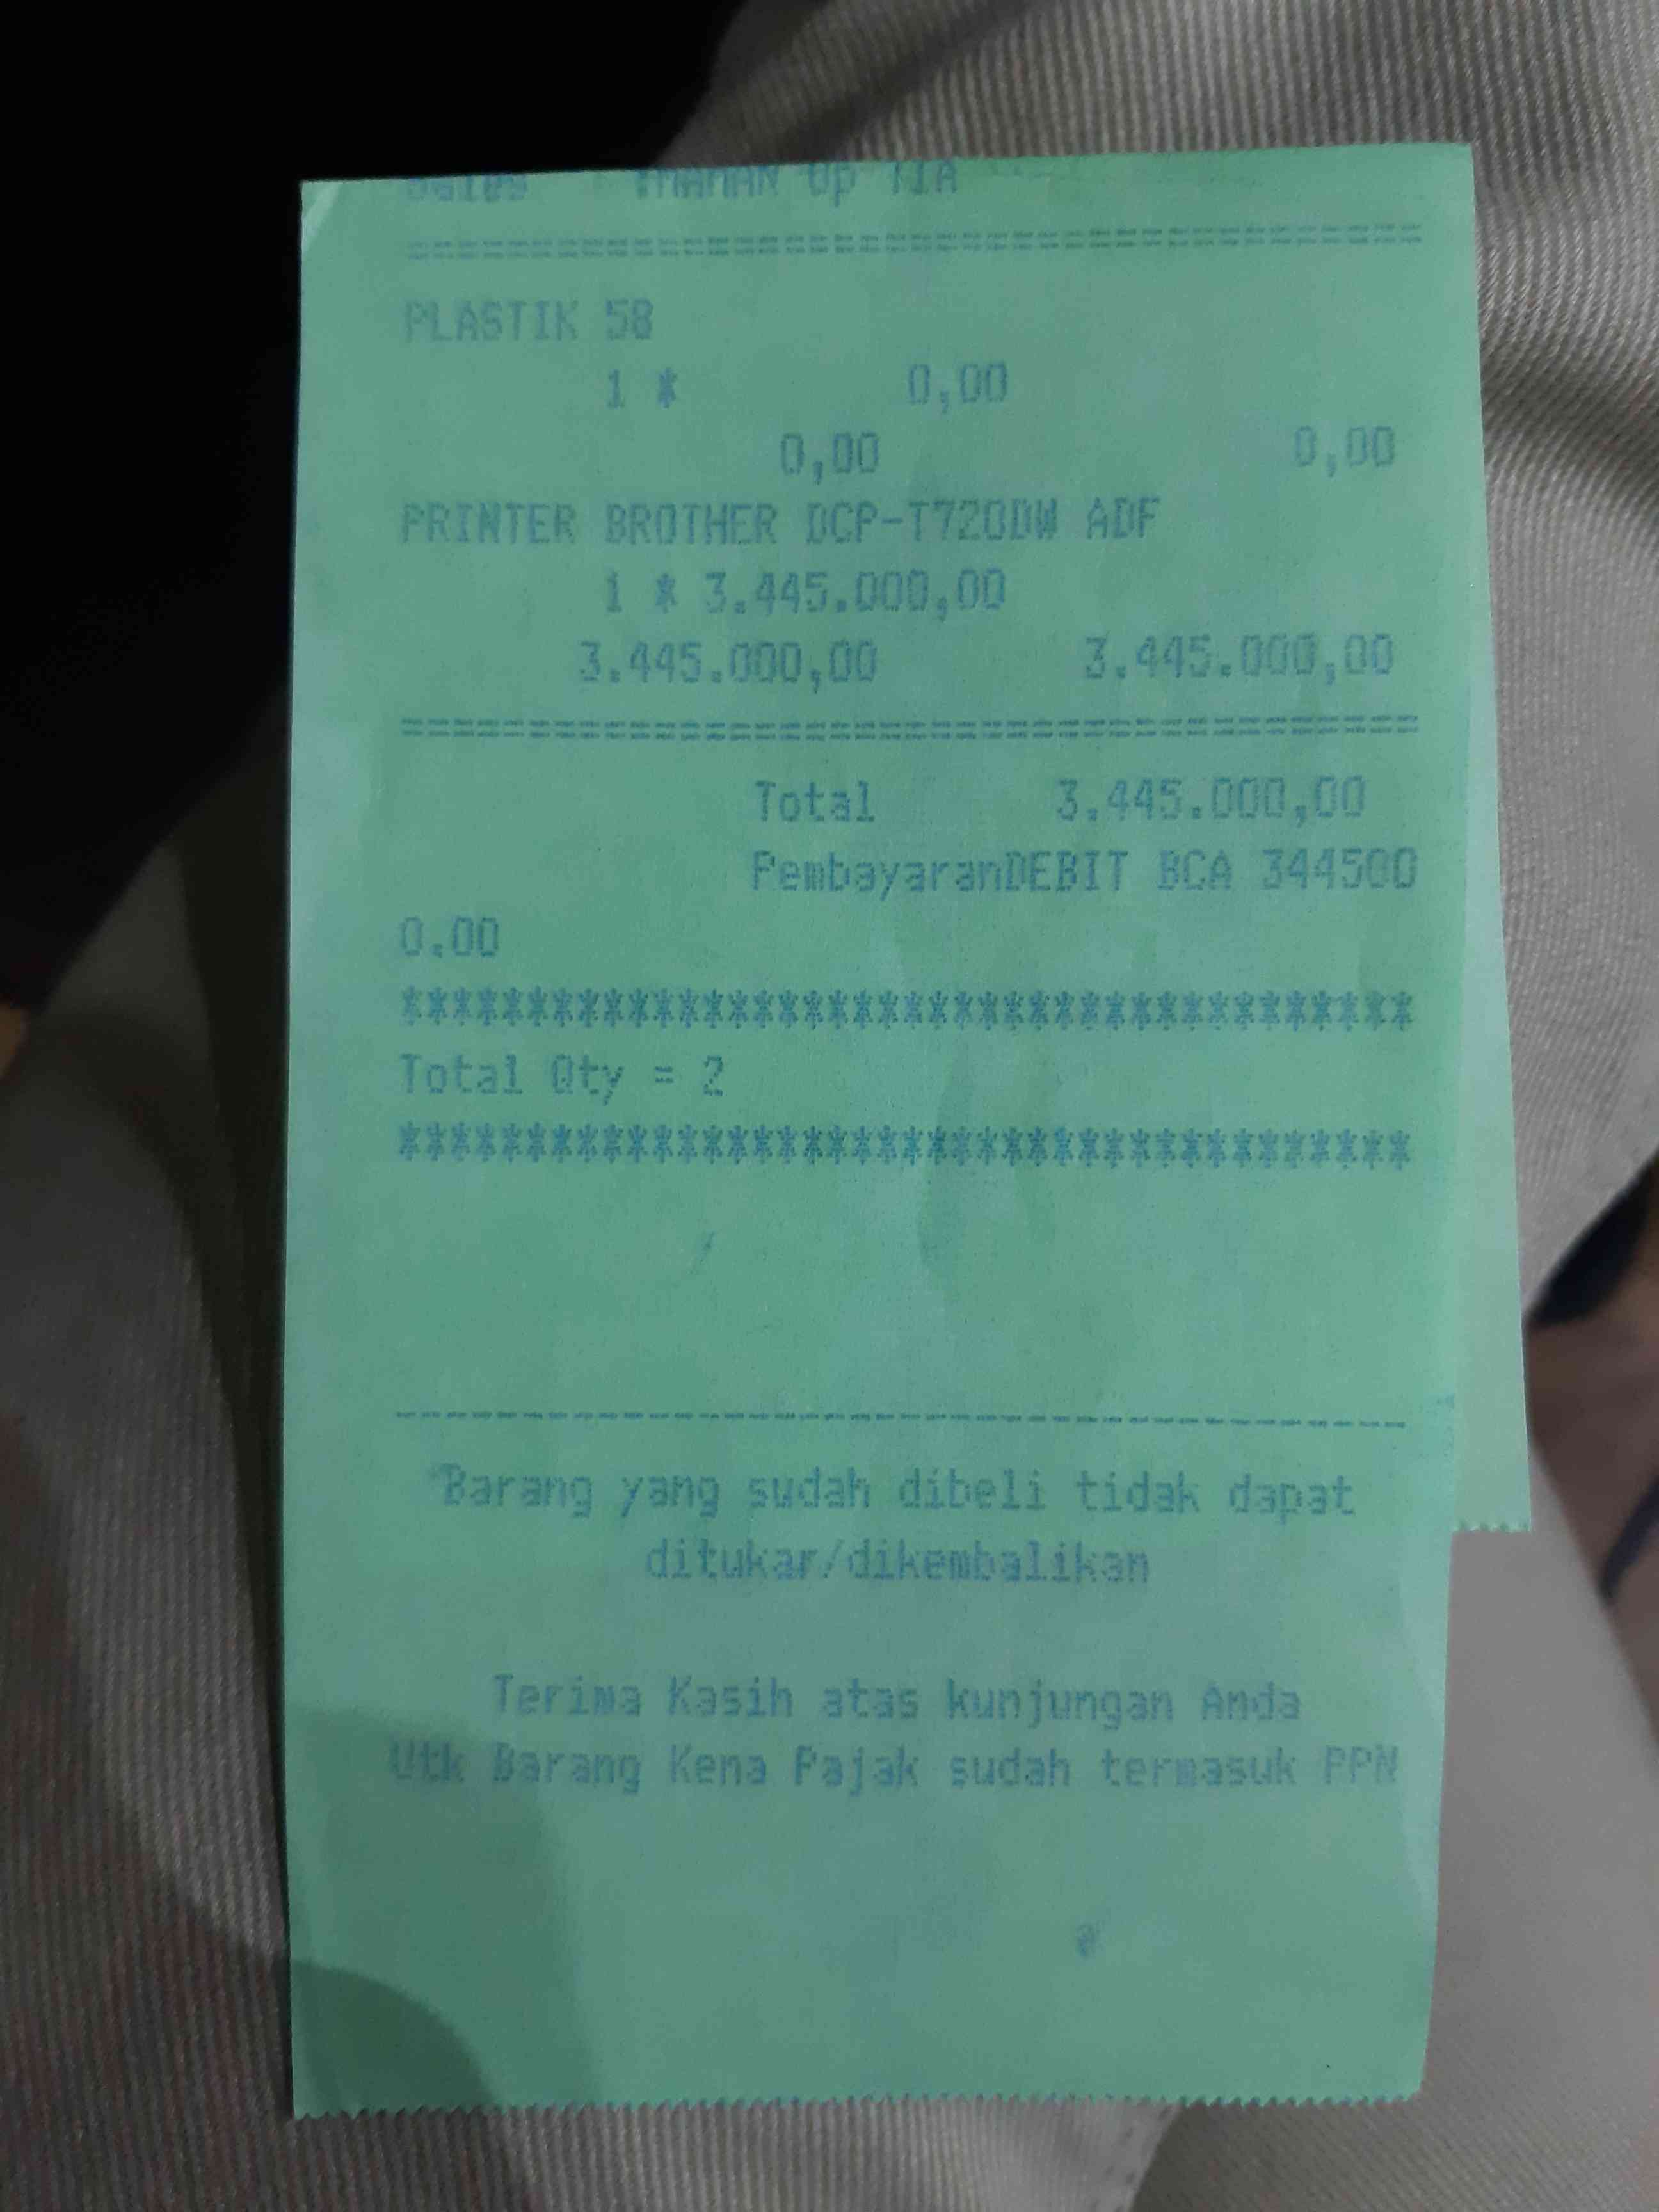 :MAMAN Op TIA
PLASTIK 58
1 * 0,00
0,00 0,00
PRINTER BROTHER DCP-T720DW ADF
1 * 3.445.000,00
3.445.000,00 3.445.000,00
Total 3.445.000,00
PembayaranDEBIT BCA 344500
0.00
****************************************
Total Qty = 2
****************************************
Barang yang sudah dibeli tidak dapat
ditukar/dikembalikan
Terima Kasih atas kunjungan Anda
Utk Barang Kena Pajak sudah termasuk PPN